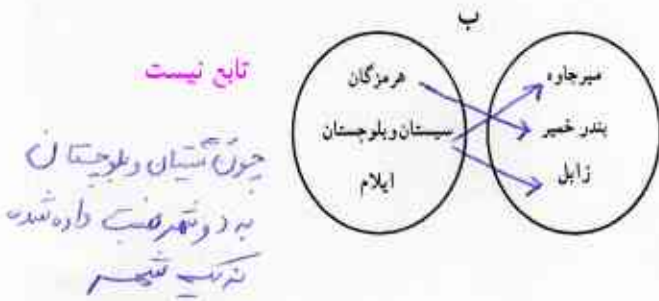 ب
تابع نیست
هرمزگان
سیستان و بلوچستان
ایلام
میرجاوه
بندر خمیر
زابل
چون سیستان و بلوچستان
به دو شهر نسبت داده شده
نه یک شهر